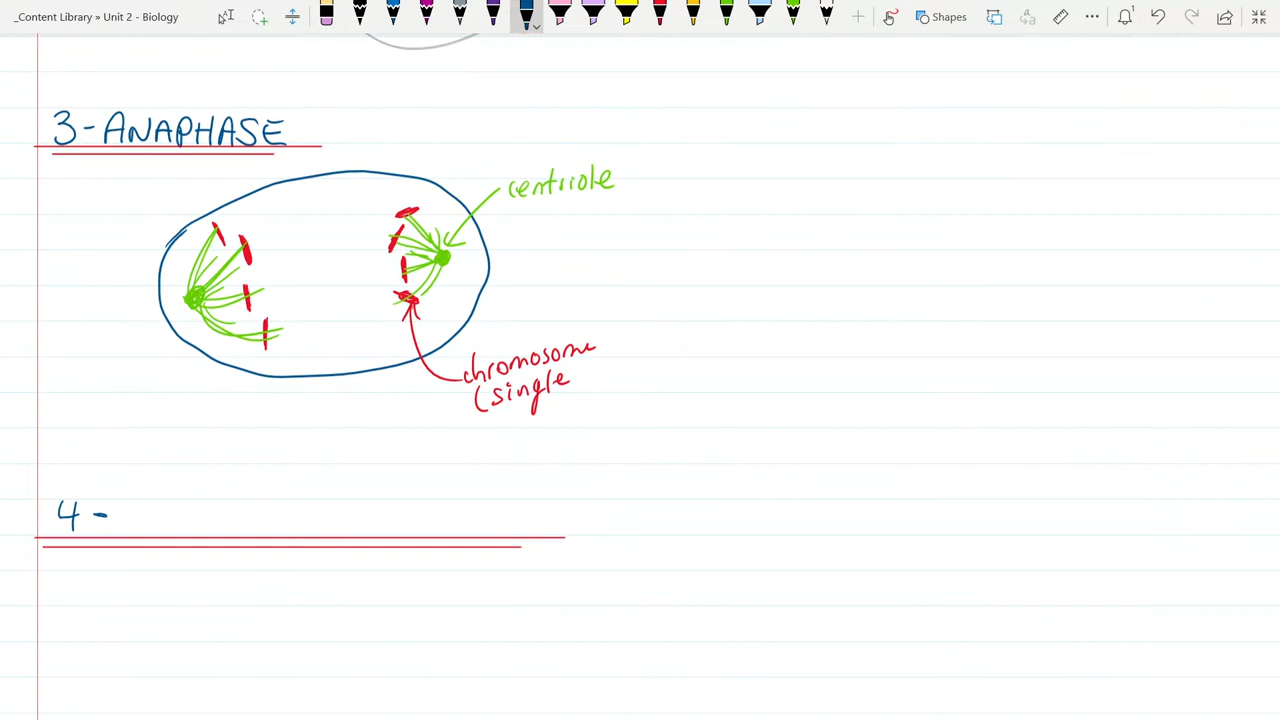 _Content Library » Unit 2 - Biology
Shapes
3-ANAPHASE
centriole
chromosome
(single
4 -